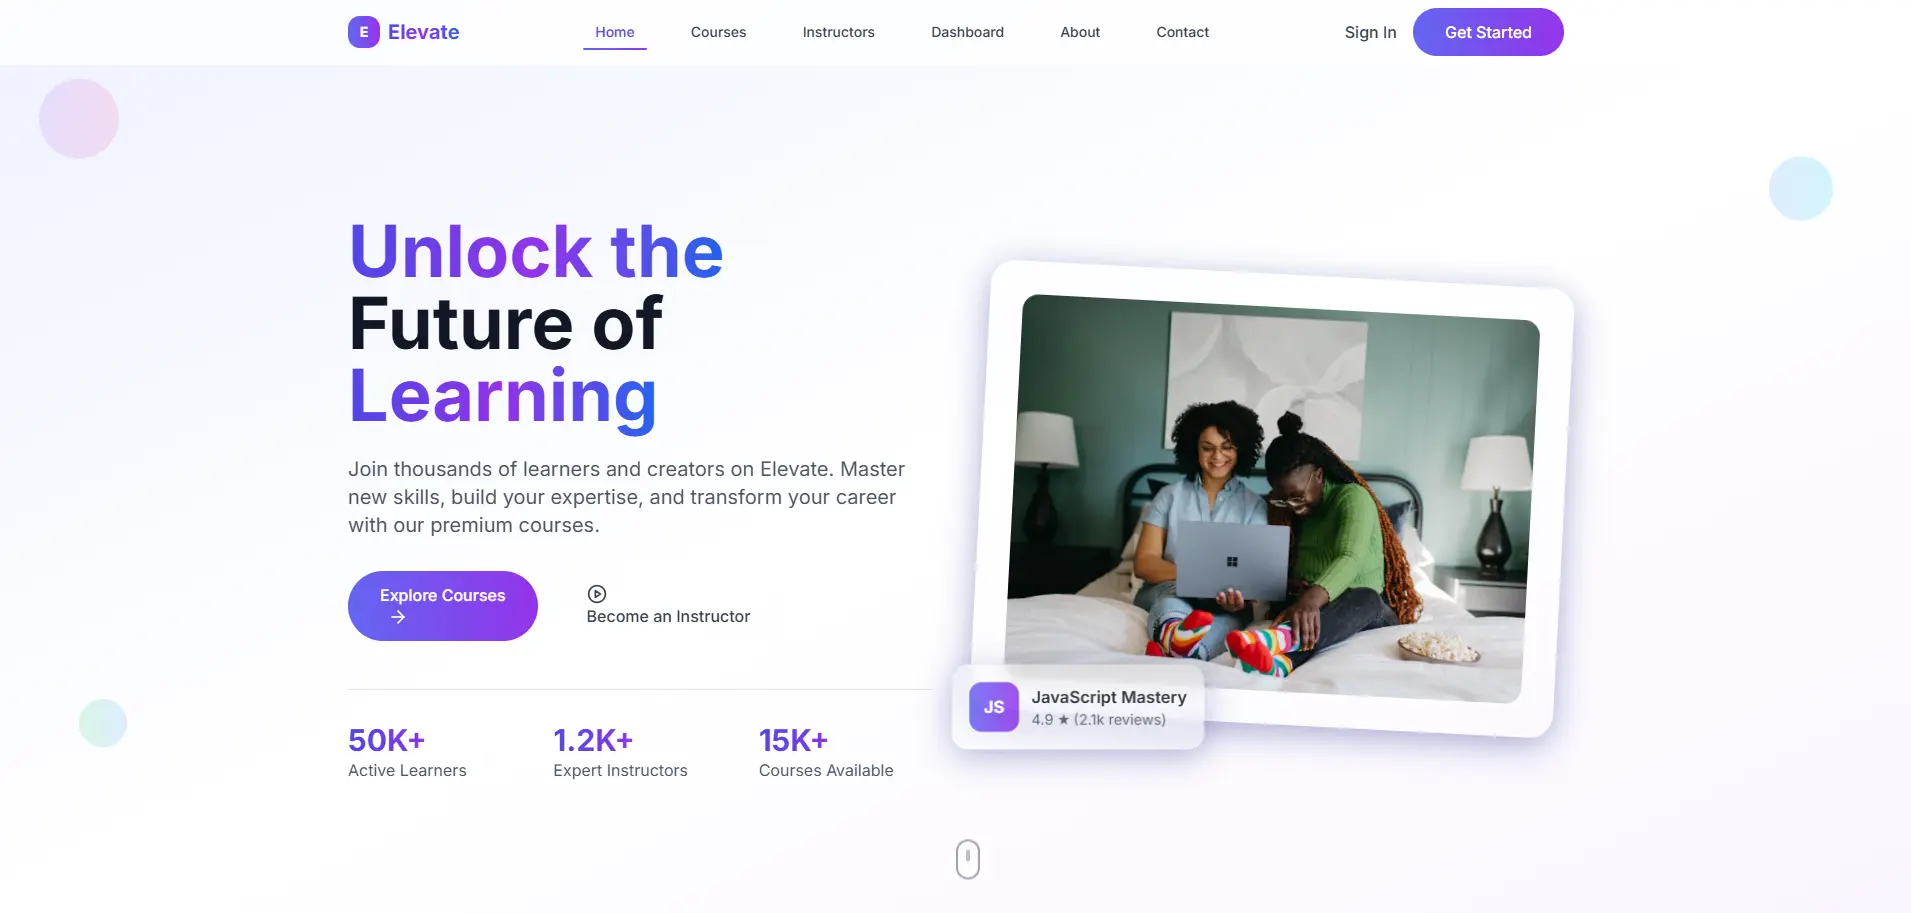 E Elevate
Home
Courses
Instructors
Dashboard
About
Contact
Sign In
Get Started
Unlock the
Future of
Learning
Join thousands of learners and creators on Elevate. Master
new skills, build your expertise, and transform your career
with our premium courses.
Explore Courses
→
Become an Instructor
50K+
Active Learners
1.2K+
Expert Instructors
15K+
Courses Available
JS
JavaScript Mastery
4.9 ★ (2.1k reviews)